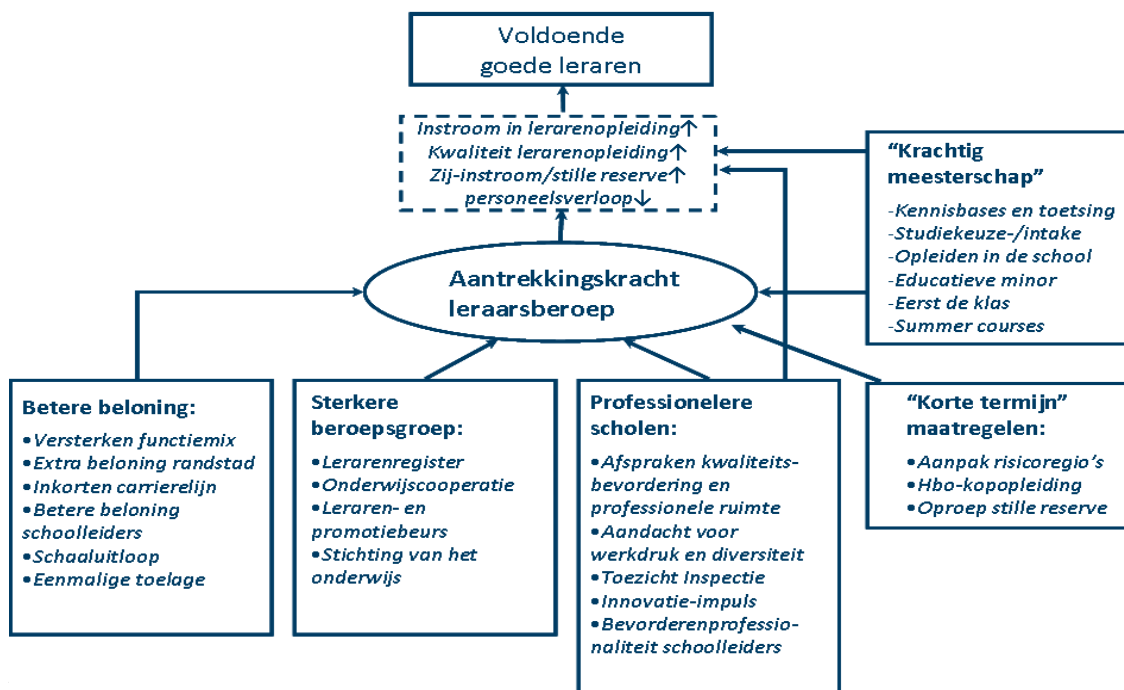 Voldoende
goede leraren
Instroom in lerarenopleiding↑
Kwaliteit lerarenopleiding↑
Zij-instroom/stille reserve↑
personeelsverloop↓
“Krachtig
meesterschap”
-Kennisbases en toetsing
-Studiekeuze-/intake
-Opleiden in de school
-Educatieve minor
-Eerst de klas
-Summer courses
Aantrekkingskracht
leraarsberoep
Betere beloning:
•Versterken functiemix
•Extra beloning randstad
•Inkorten carrierelijn
•Betere beloning
schoolleiders
•Schaaluitloop
•Eenmalige toelage
Sterkere
beroepsgroep:
•Lerarenregister
•Onderwijscooperatie
•Leraren- en
promotiebeurs
•Stichting van het
onderwijs
Professionelere
scholen:
•Afspraken kwaliteits-
bevordering en
professionele ruimte
•Aandacht voor
werkdruk en diversiteit
•Toezicht Inspectie
•Innovatie-impuls
•Bevorderenprofessio-
naliteit schoolleiders
“Korte termijn”
maatregelen:
•Aanpak risicoregio’s
•Hbo-kopopleiding
•Oproep stille reserve